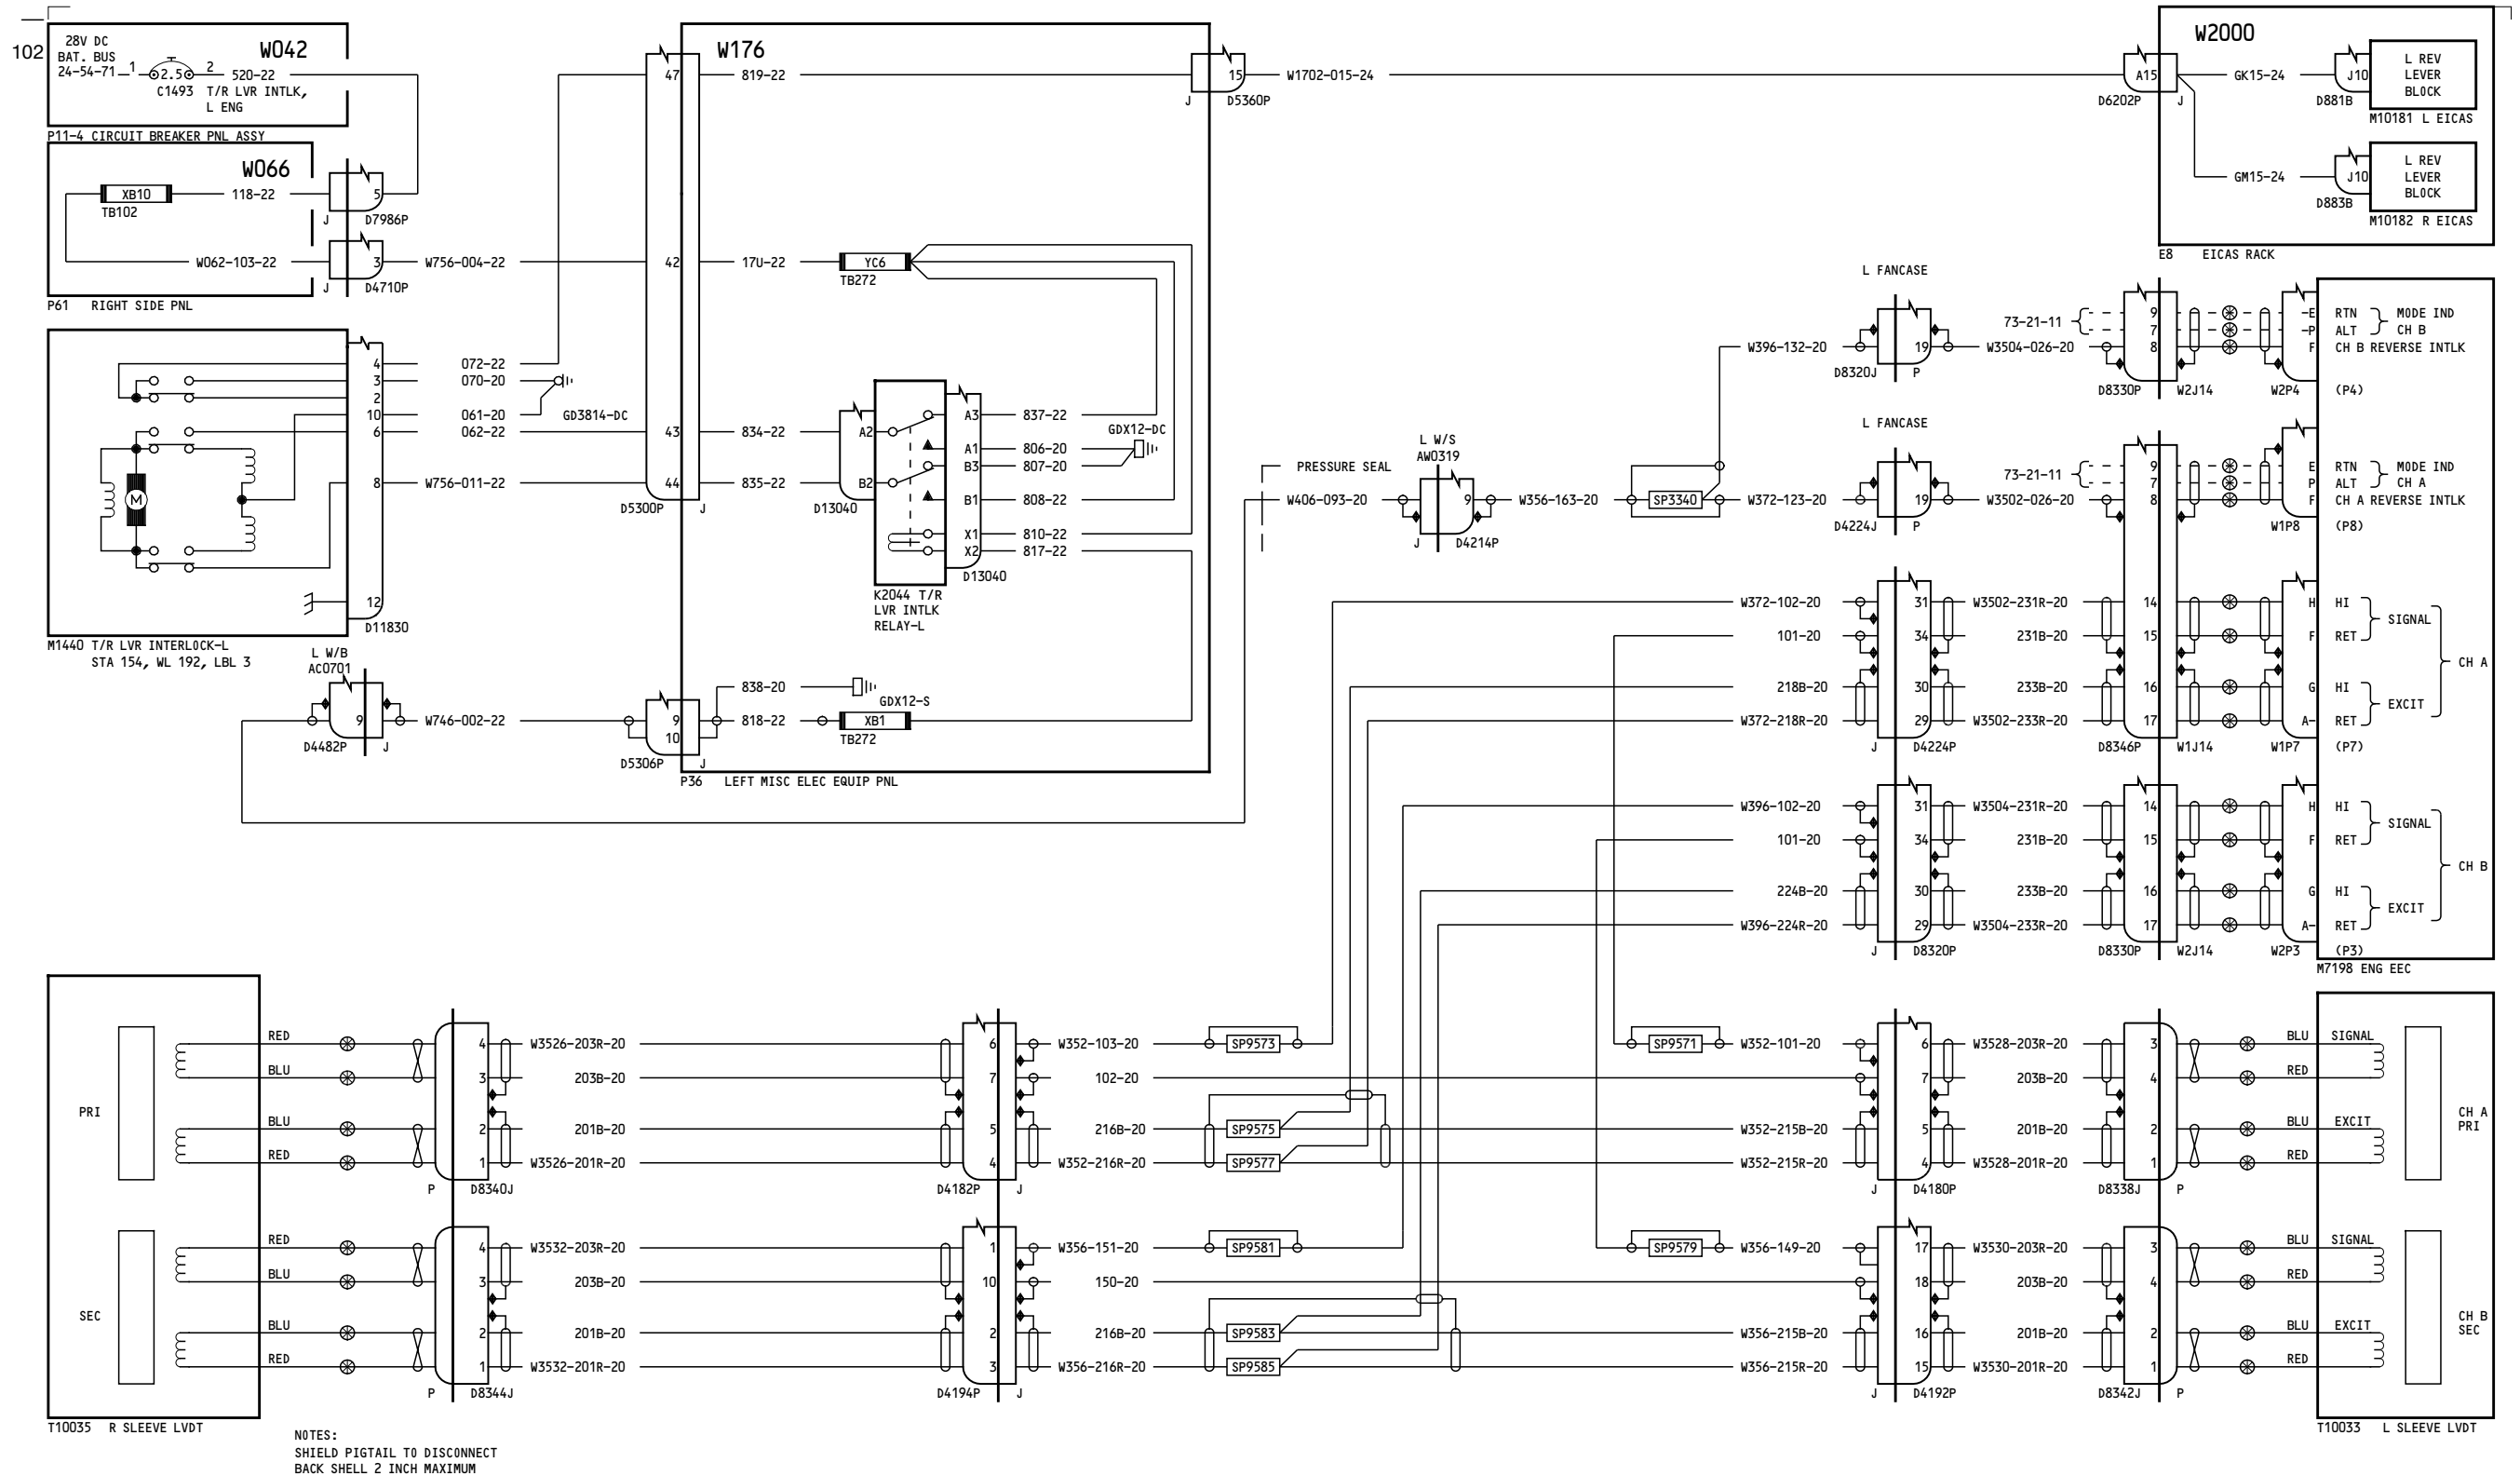 102
28V DC
BAT. BUS
24-54-71
1
2.5
2
520-22
C1493
T/R LVR INTLK,
L ENG
W042
P11-4 CIRCUIT BREAKER PNL ASSY
W066
XB10
TB102
118-22
5
J
D7986P
W062-103-22
3
J
D4710P
W756-004-22
P61 RIGHT SIDE PNL
4
3
2
10
6
8
12
M
D11830
072-22
070-20
061-20
062-22
GD3814-DC
W756-011-22
M1440 T/R LVR INTERLOCK-L
STA 154, WL 192, LBL 3
L W/B
AC0701
9
D4482P
J
W746-002-22
W176
47
819-22
42
17U-22
YC6
TB272
43
834-22
44
835-22
D5300P
J
A2
B2
D13040
A3
A1
B3
B1
X1
X2
D13040
837-22
806-20
807-20
808-22
810-22
817-22
GDX12-DC
K2044 T/R
LVR INTLK
RELAY-L
838-20
GDX12-S
9
10
818-22
XB1
TB272
D5306P
J
P36 LEFT MISC ELEC EQUIP PNL
15
J
D5360P
W1702-015-24
A15
D6202P
J
W2000
GK15-24
J10
D881B
L REV
LEVER
BLOCK
M10181 L EICAS
GM15-24
J10
D883B
L REV
LEVER
BLOCK
M10182 R EICAS
E8 EICAS RACK
PRESSURE SEAL
W406-093-20
L W/S
AW0319
9
J
D4214P
W356-163-20
SP3340
W372-123-20
W396-132-20
L FANCASE
19
D8320J
P
W3504-026-20
73-21-11
9
7
8
D8330P
W2J14
-E
-P
F
W2P4
RTN
ALT
MODE IND
CH B
CH B REVERSE INTLK
(P4)
L FANCASE
19
D4224J
P
W3502-026-20
73-21-11
9
7
8
E
P
F
W1P8
RTN
ALT
MODE IND
CH A
CH A REVERSE INTLK
(P8)
W372-102-20
31
W3502-231R-20
14
H
HI
SIGNAL
101-20
34
231B-20
15
F
RET
CH A
218B-20
30
233B-20
16
G
HI
EXCIT
W372-218R-20
29
W3502-233R-20
17
A-
RET
J
D4224P
D8346P
W1J14
W1P7
(P7)
W396-102-20
31
W3504-231R-20
14
H
HI
SIGNAL
101-20
34
231B-20
15
F
RET
CH B
224B-20
30
233B-20
16
G
HI
EXCIT
W396-224R-20
29
W3504-233R-20
17
A-
RET
J
D8320P
D8330P
W2J14
W2P3
(P3)
M7198 ENG EEC
PRI
RED
4
W3526-203R-20
6
W352-103-20
SP9573
SP9571
W352-101-20
6
W3528-203R-20
3
BLU
SIGNAL
BLU
3
203B-20
7
102-20
7
203B-20
4
RED
CH A
PRI
BLU
2
201B-20
5
216B-20
SP9575
W352-215B-20
5
201B-20
2
BLU
EXCIT
RED
1
W3526-201R-20
4
W352-216R-20
SP9577
W352-215R-20
4
W3528-201R-20
1
RED
P
D8340J
D4182P
J
J
D4180P
D8338J
P
SEC
RED
4
W3532-203R-20
1
W356-151-20
SP9581
SP9579
W356-149-20
17
W3530-203R-20
3
BLU
SIGNAL
BLU
3
203B-20
10
150-20
18
203B-20
4
RED
CH B
SEC
BLU
2
201B-20
2
216B-20
SP9583
W356-215B-20
16
201B-20
2
BLU
EXCIT
RED
1
W3532-201R-20
3
W356-216R-20
SP9585
W356-215R-20
15
W3530-201R-20
1
RED
P
D8344J
D4194P
J
J
D4192P
D8342J
P
T10035 R SLEEVE LVDT
T10033 L SLEEVE LVDT
NOTES:
SHIELD PIGTAIL TO DISCONNECT
BACK SHELL 2 INCH MAXIMUM